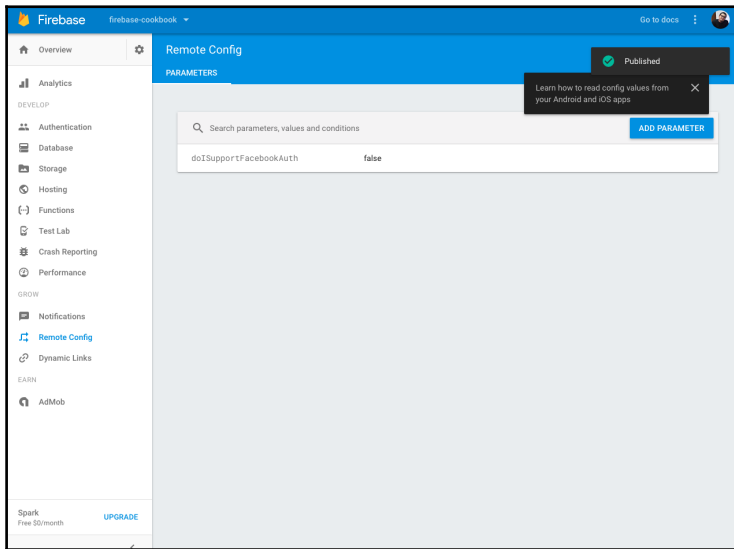 Firebase
firebase-cookbook
Go to docs
Overview
Remote Config
PARAMETERS
Published
Learn how to read config values from
your Android and iOS apps
Analytics
DEVELOP
Authentication
Database
Storage
Hosting
Functions
Test Lab
Crash Reporting
Performance
GROW
Notifications
Remote Config
Dynamic Links
EARN
AdMob
Spark
Free $0/month
UPGRADE
Search parameters, values and conditions
ADD PARAMETER
doISupportFacebookAuth false